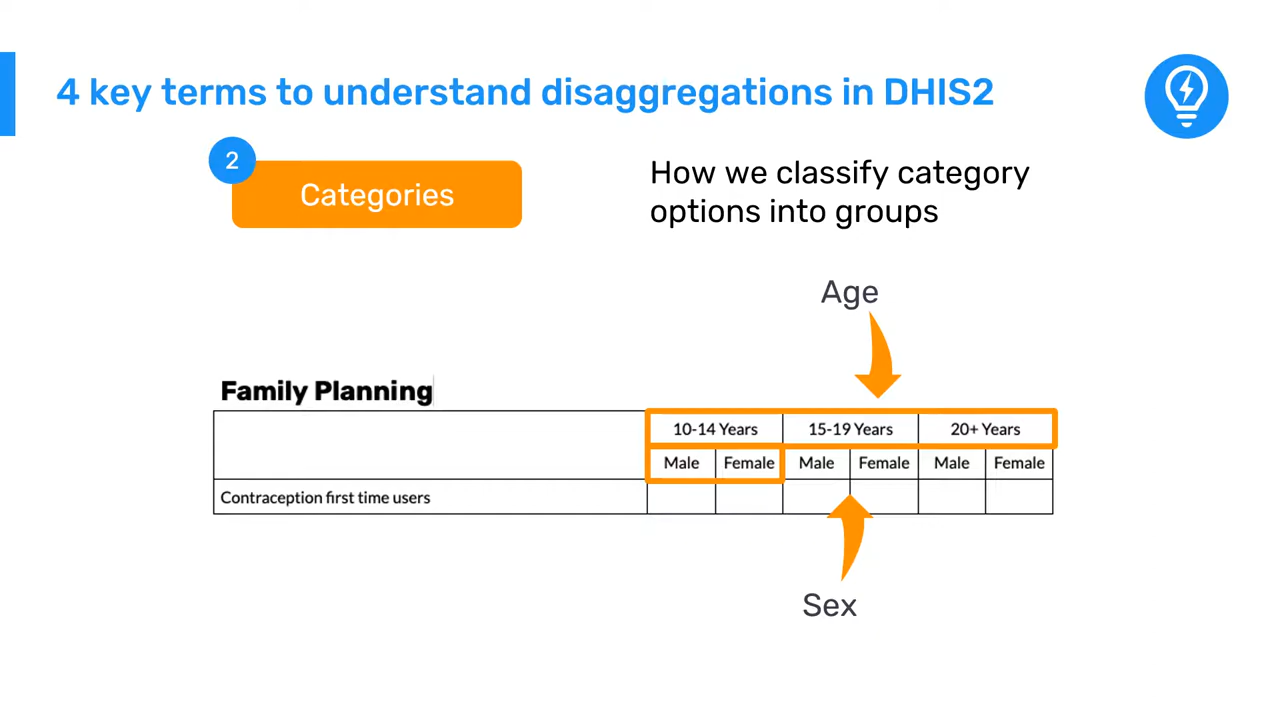 4 key terms to understand disaggregations in DHIS2
2
Categories
How we classify category
options into groups
Age
Family Planning
10-14 Years 15-19 Years 20+ Years
Male Female Male Female Male Female
Contraception first time users
Sex